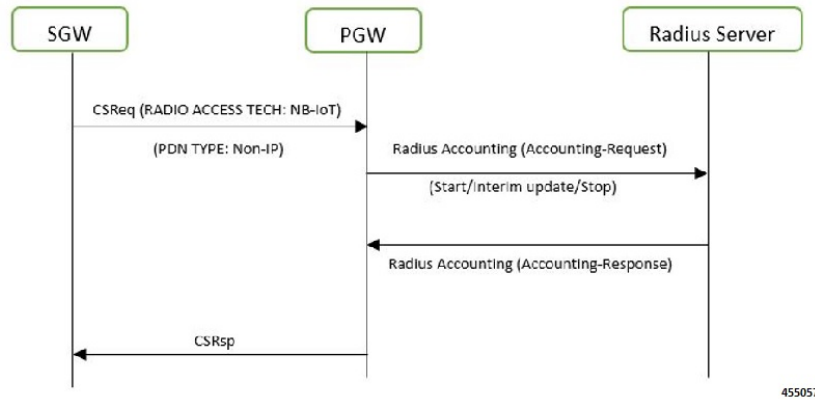 SGW
PGW
Radius Server
CSReq (RADIO ACCESS TECH: NB-IoT)
(PDN TYPE: Non-IP)
Radius Accounting (Accounting-Request)
(Start/Interim update/Stop)
Radius Accounting (Accounting-Response)
CSRsp
455057